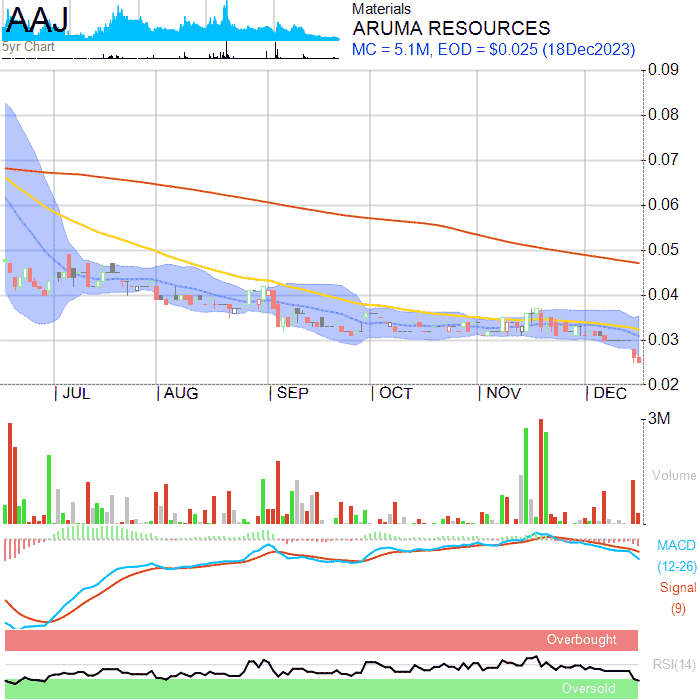 AAJ
5yr Chart
Materials
ARUMA RESOURCES
MC = 5.1M, EOD = $0.025 (18Dec2023)
0.09
0.08
0.07
0.06
0.05
0.04
0.03
0.02
JUL AUG SEP OCT NOV DEC
3M
Volume
MACD
(12-26)
Signal
(9)
Overbought
RSI(14)
Oversold